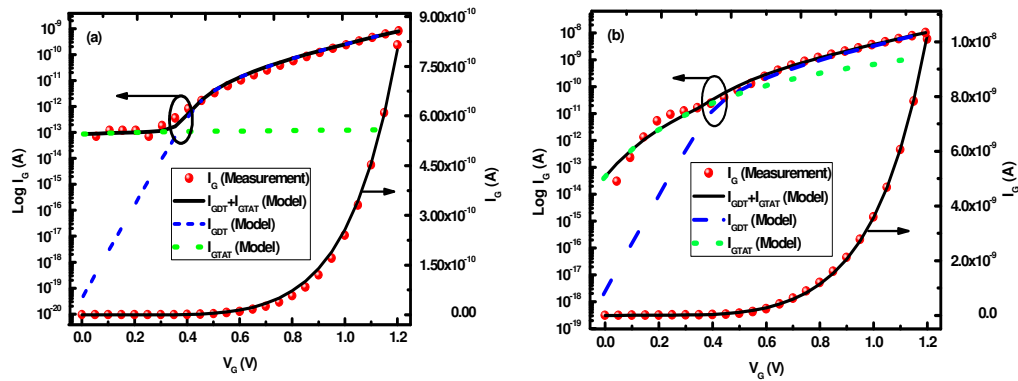 (a)
10⁻⁹
10⁻¹⁰
10⁻¹¹
10⁻¹²
10⁻¹³
10⁻¹⁴
10⁻¹⁵
10⁻¹⁶
10⁻¹⁷
10⁻¹⁸
10⁻¹⁹
10⁻²⁰
Log I_G (A)
I_G (Measurement)
I_GDT+I_GTAT (Model)
I_GDT (Model)
I_GTAT (Model)
9.00x10⁻¹⁰
7.50x10⁻¹⁰
6.00x10⁻¹⁰
4.50x10⁻¹⁰
3.00x10⁻¹⁰
1.50x10⁻¹⁰
0.00
I_G (A)
0.0 0.2 0.4 0.6 0.8 1.0 1.2
V_G (V)
(b)
10⁻⁸
10⁻⁹
10⁻¹⁰
10⁻¹¹
10⁻¹²
10⁻¹³
10⁻¹⁴
10⁻¹⁵
10⁻¹⁶
10⁻¹⁷
10⁻¹⁸
10⁻¹⁹
Log I_G (A)
I_G (Measurement)
I_GDT+I_GTAT (Model)
I_GDT (Model)
I_GTAT (Model)
1.0x10⁻⁸
8.0x10⁻⁹
6.0x10⁻⁹
4.0x10⁻⁹
2.0x10⁻⁹
0.0
I_G (A)
0.0 0.2 0.4 0.6 0.8 1.0 1.2
V_G (V)